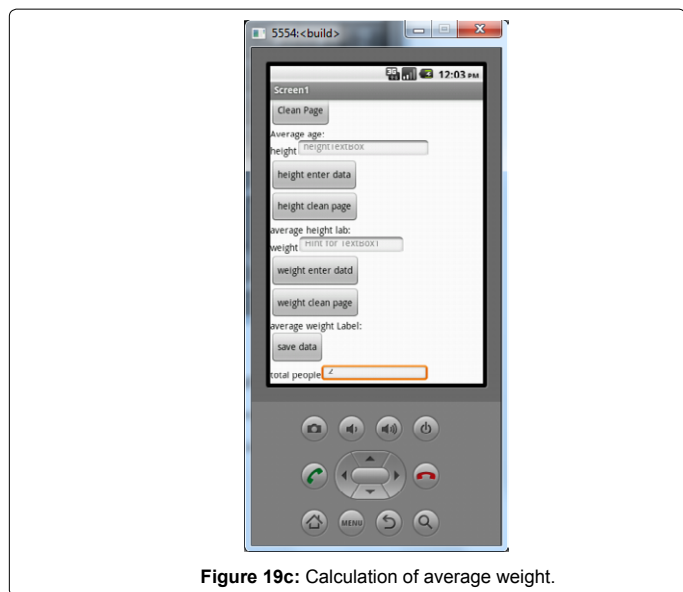 5554:<build>
3G 12:03 PM
Screen1
Clean Page
Average age:
height heightTextBox
height enter data
height clean page
average height lab:
weight Hint for TextBox1
weight enter datd
weight clean page
average weight Label:
save data
total people 2
MENU
Figure 19c: Calculation of average weight.